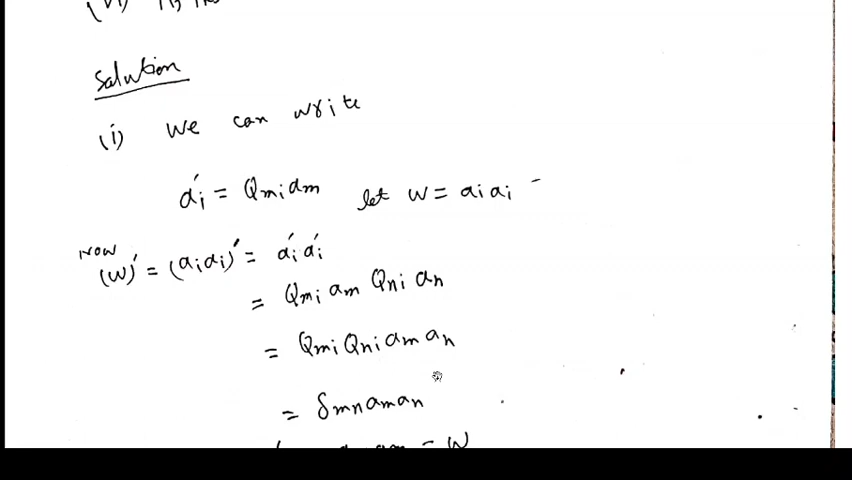 Solution
(i) We can write
a'i = Qmi am let w = ai ai
Now
(w)' = (ai ai)' = a'i a'i
= Qmi am Qni an
= Qmi Qni am an
= δmn am an
= w